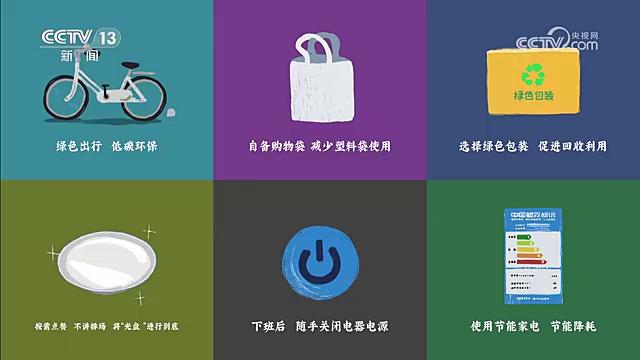 CCTV 13
新闻
央视网
CCTV.com
绿色包装
绿色出行 低碳环保
自备购物袋 减少塑料袋使用
选择绿色包装 促进回收利用
中国能效标识
按需点餐 不讲排场 将“光盘”进行到底
下班后 随手关闭电器电源
使用节能家电 节能降耗